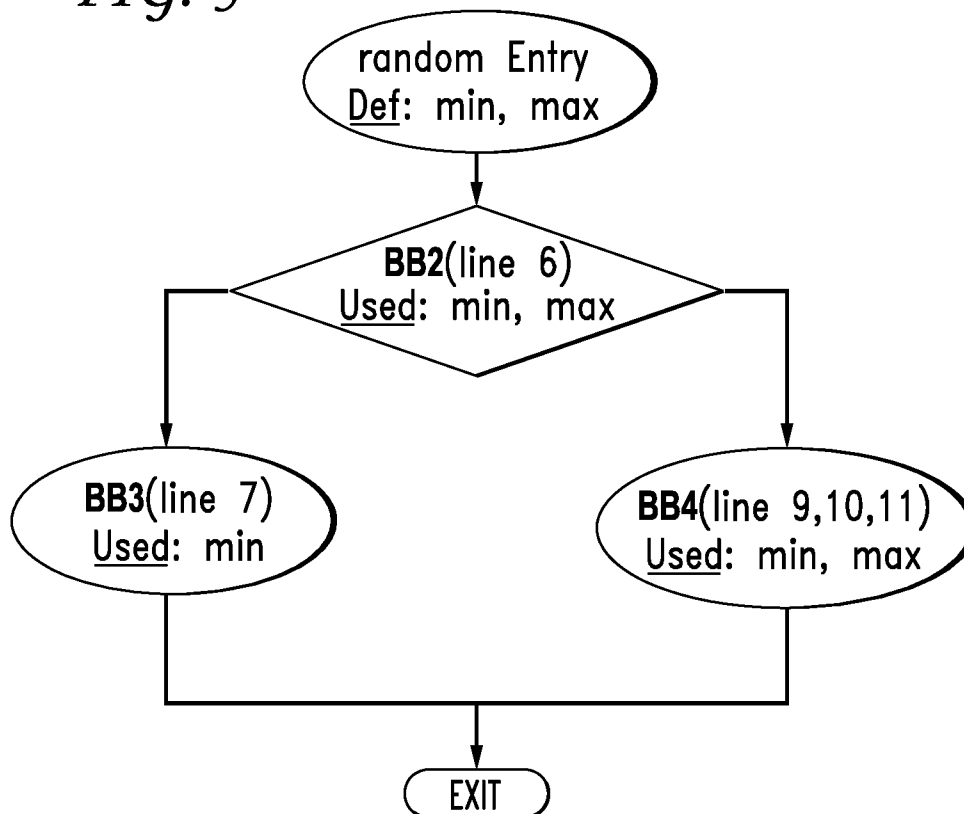 random Entry
Def: min, max
BB2(line 6)
Used: min, max
BB3(line 7)
Used: min
BB4(line 9,10,11)
Used: min, max
EXIT